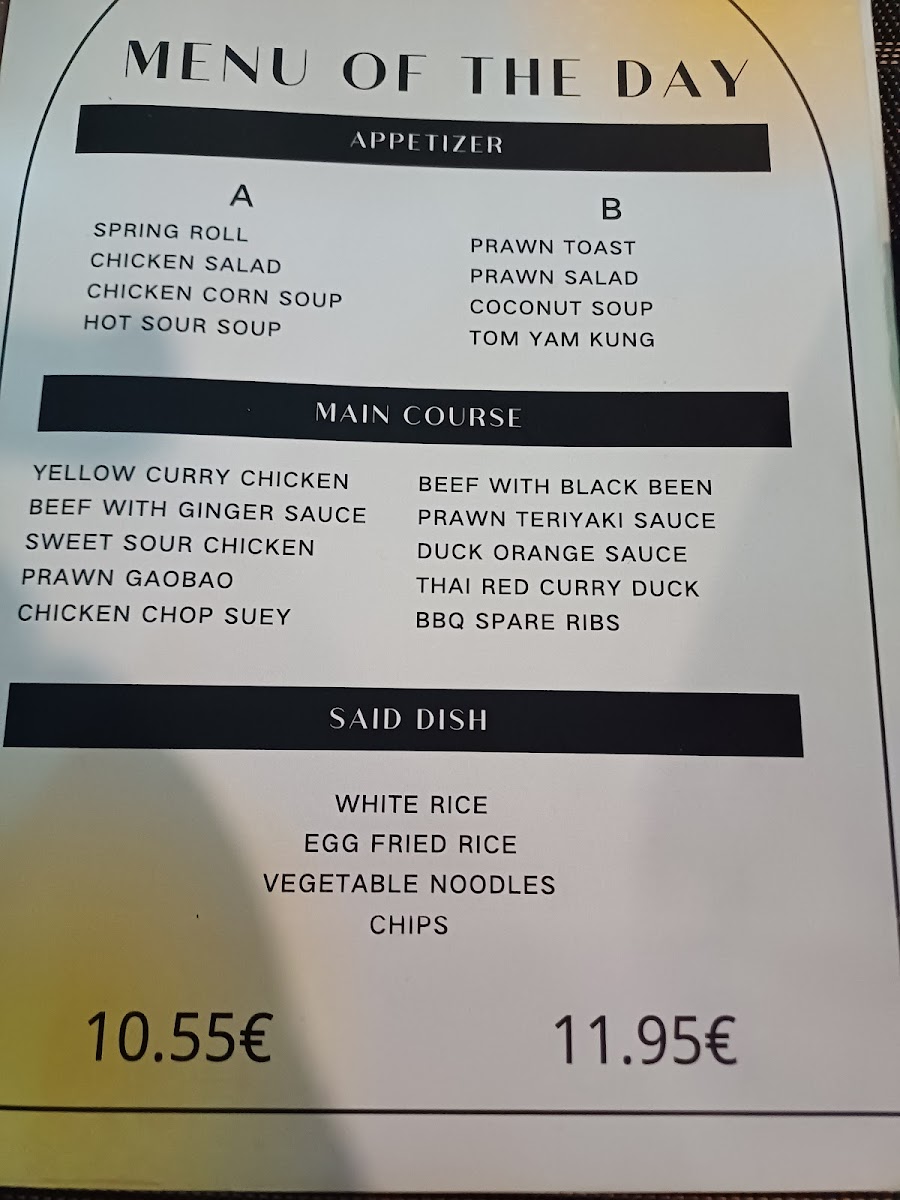 MENU OF THE DAY
APPETIZER
A
SPRING ROLL
CHICKEN SALAD
CHICKEN CORN SOUP
HOT SOUR SOUP
B
PRAWN TOAST
PRAWN SALAD
COCONUT SOUP
TOM YAM KUNG
MAIN COURSE
YELLOW CURRY CHICKEN
BEEF WITH GINGER SAUCE
SWEET SOUR CHICKEN
PRAWN GAOBAO
CHICKEN CHOP SUEY
BEEF WITH BLACK BEEN
PRAWN TERIYAKI SAUCE
DUCK ORANGE SAUCE
THAI RED CURRY DUCK
BBQ SPARE RIBS
SAID DISH
WHITE RICE
EGG FRIED RICE
VEGETABLE NOODLES
CHIPS
10.55€
11.95€